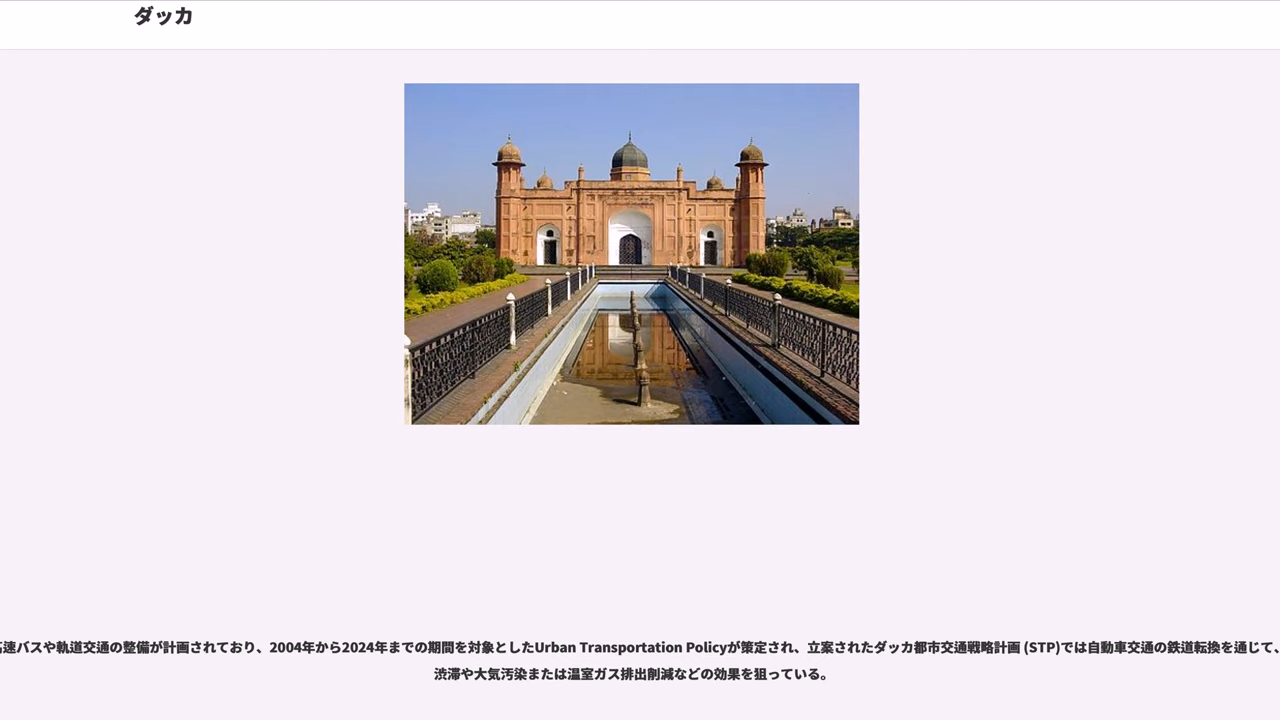 ダッカ
速バスや軌道交通の整備が計画されており、2004年から2024年までの期間を対象としたUrban Transportation Policyが策定され、立案されたダッカ都市交通戦略計画 (STP)では自動車交通の鉄道転換を通じて、
渋滞や大気汚染または温室ガス排出削減などの効果を狙っている。